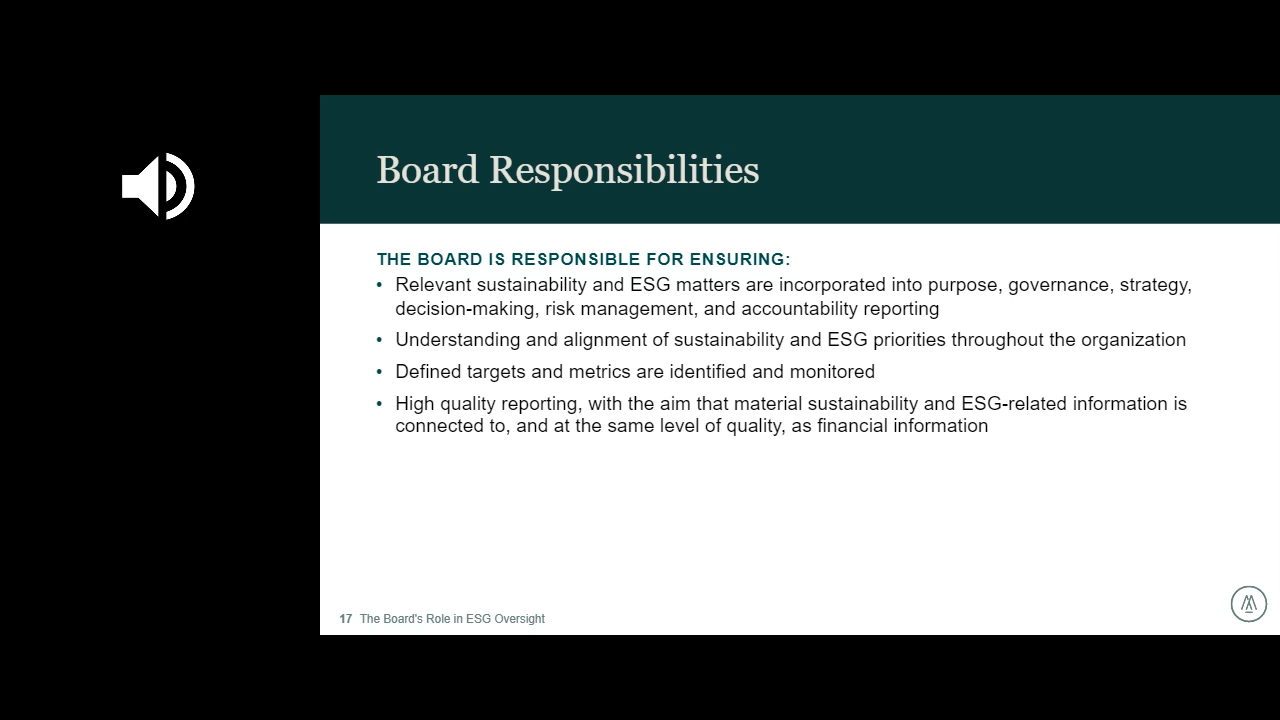 Board Responsibilities
THE BOARD IS RESPONSIBLE FOR ENSURING:
• Relevant sustainability and ESG matters are incorporated into purpose, governance, strategy,
decision-making, risk management, and accountability reporting
• Understanding and alignment of sustainability and ESG priorities throughout the organization
• Defined targets and metrics are identified and monitored
• High quality reporting, with the aim that material sustainability and ESG-related information is
connected to, and at the same level of quality, as financial information
17 The Board's Role in ESG Oversight